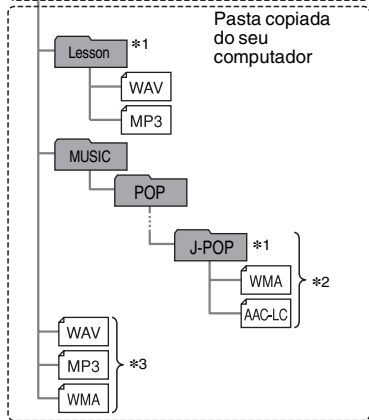 Pasta copiada
do seu
computador
Lesson *1
WAV
MP3
MUSIC
POP
J-POP *1
WMA *2
AAC-LC
WAV
MP3 *3
WMA